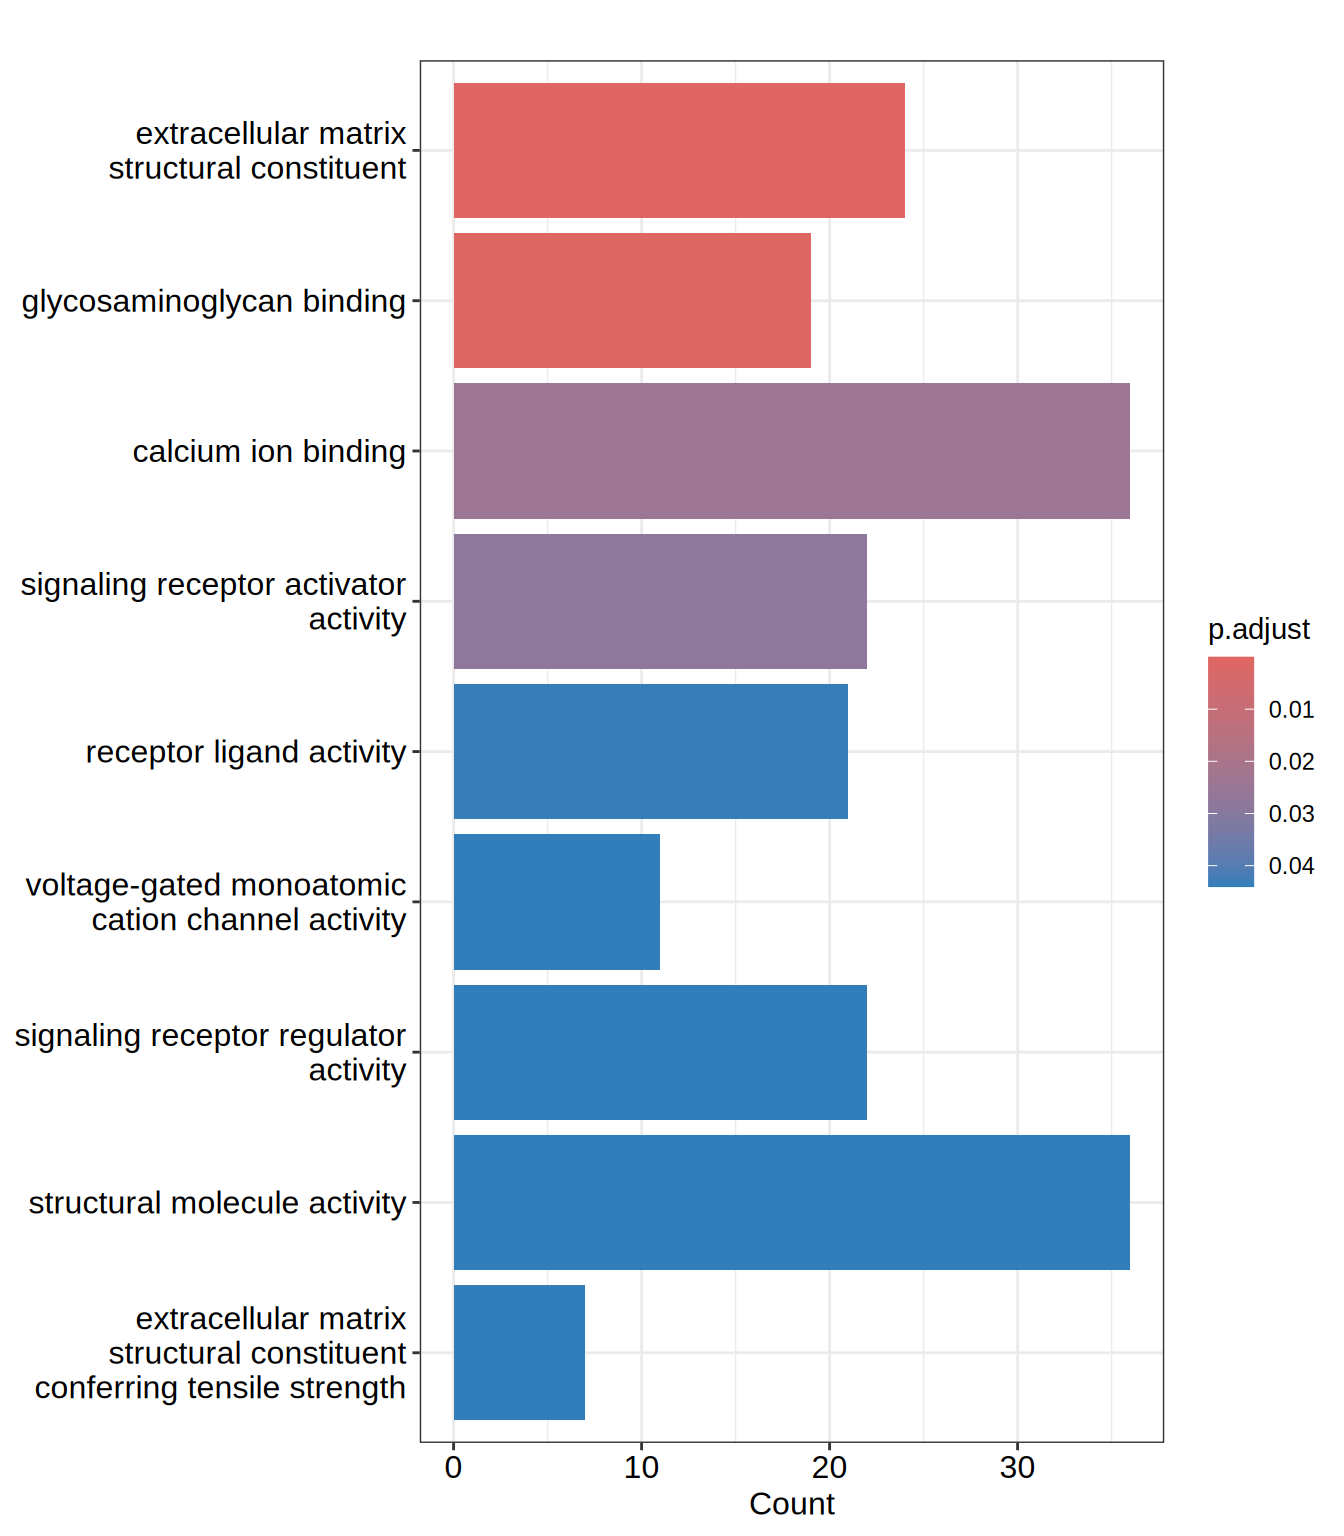 extracellular matrix
structural constituent
glycosaminoglycan binding
calcium ion binding
signaling receptor activator
activity
receptor ligand activity
voltage-gated monoatomic
cation channel activity
signaling receptor regulator
activity
structural molecule activity
extracellular matrix
structural constituent
conferring tensile strength
0 10 20 30
Count
p.adjust
0.01
0.02
0.03
0.04